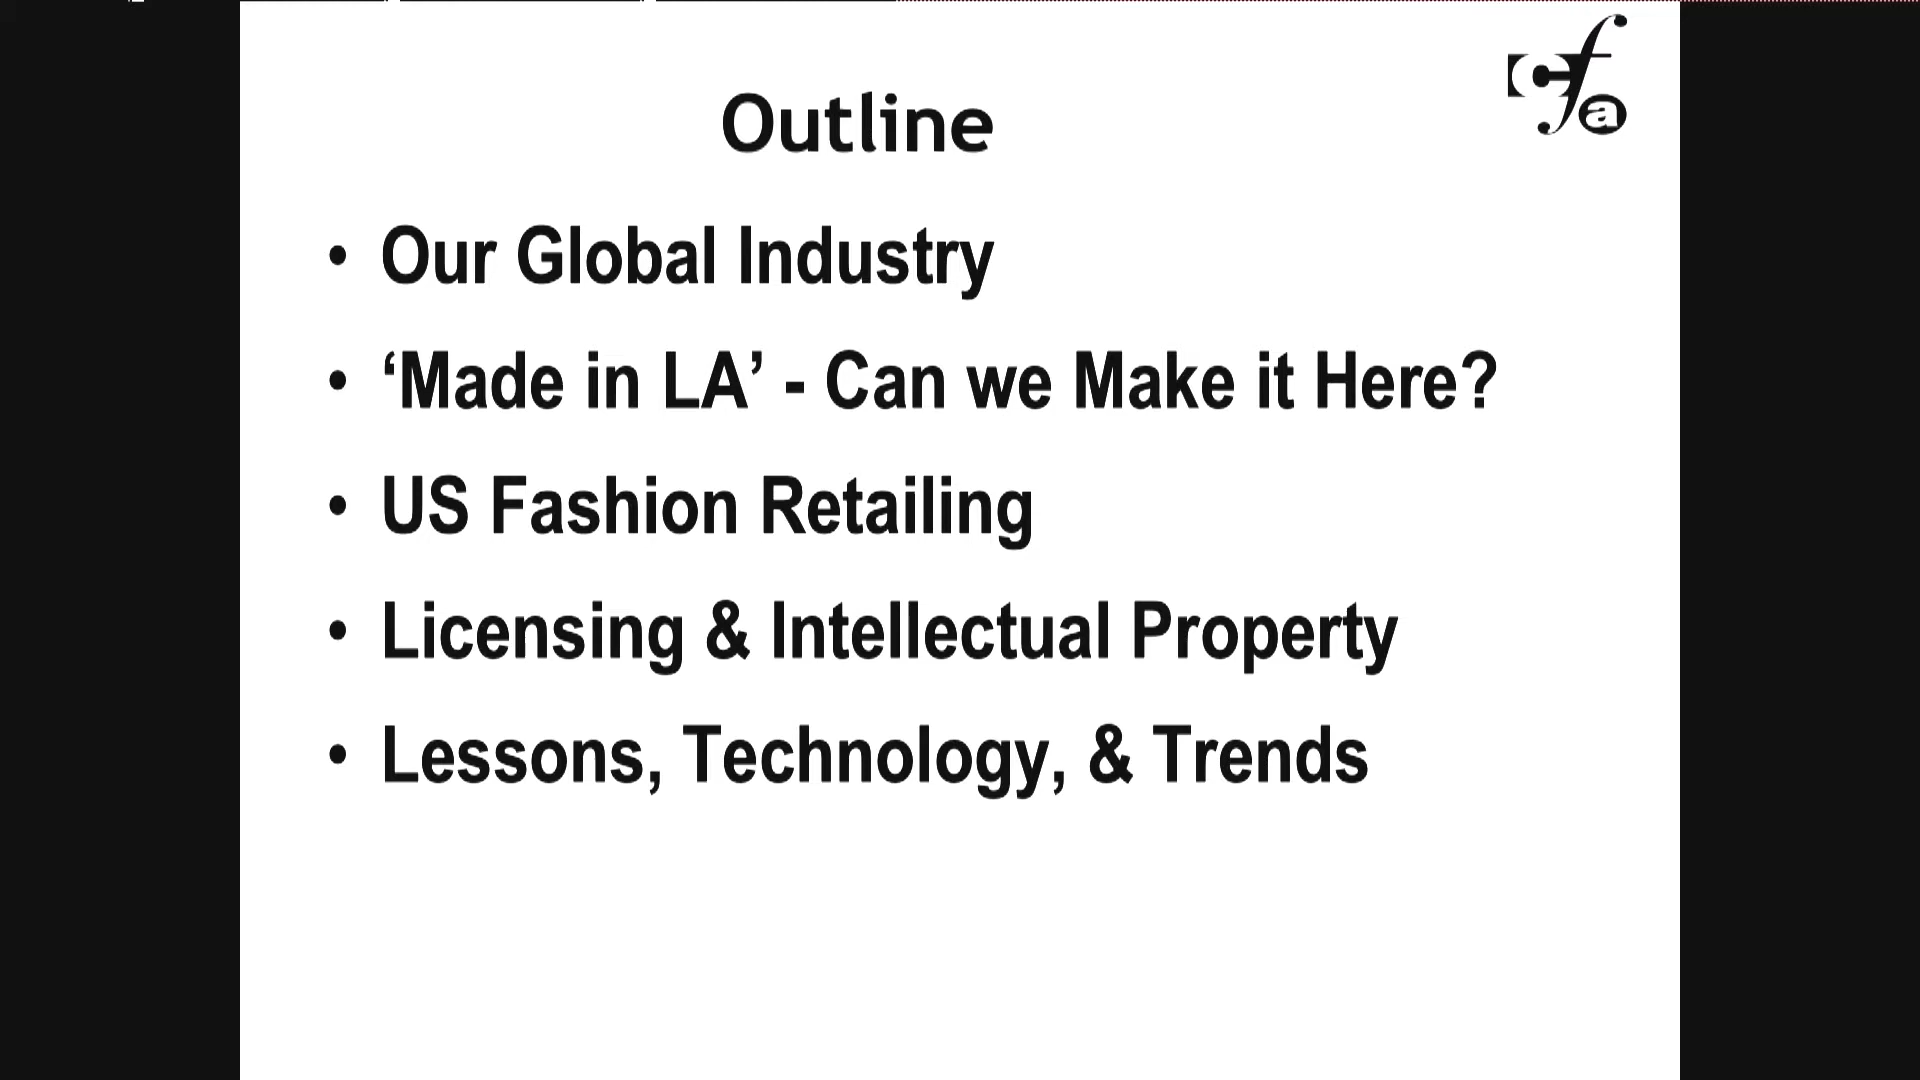 cfa
Outline
• Our Global Industry
• ‘Made in LA’ - Can we Make it Here?
• US Fashion Retailing
• Licensing & Intellectual Property
• Lessons, Technology, & Trends